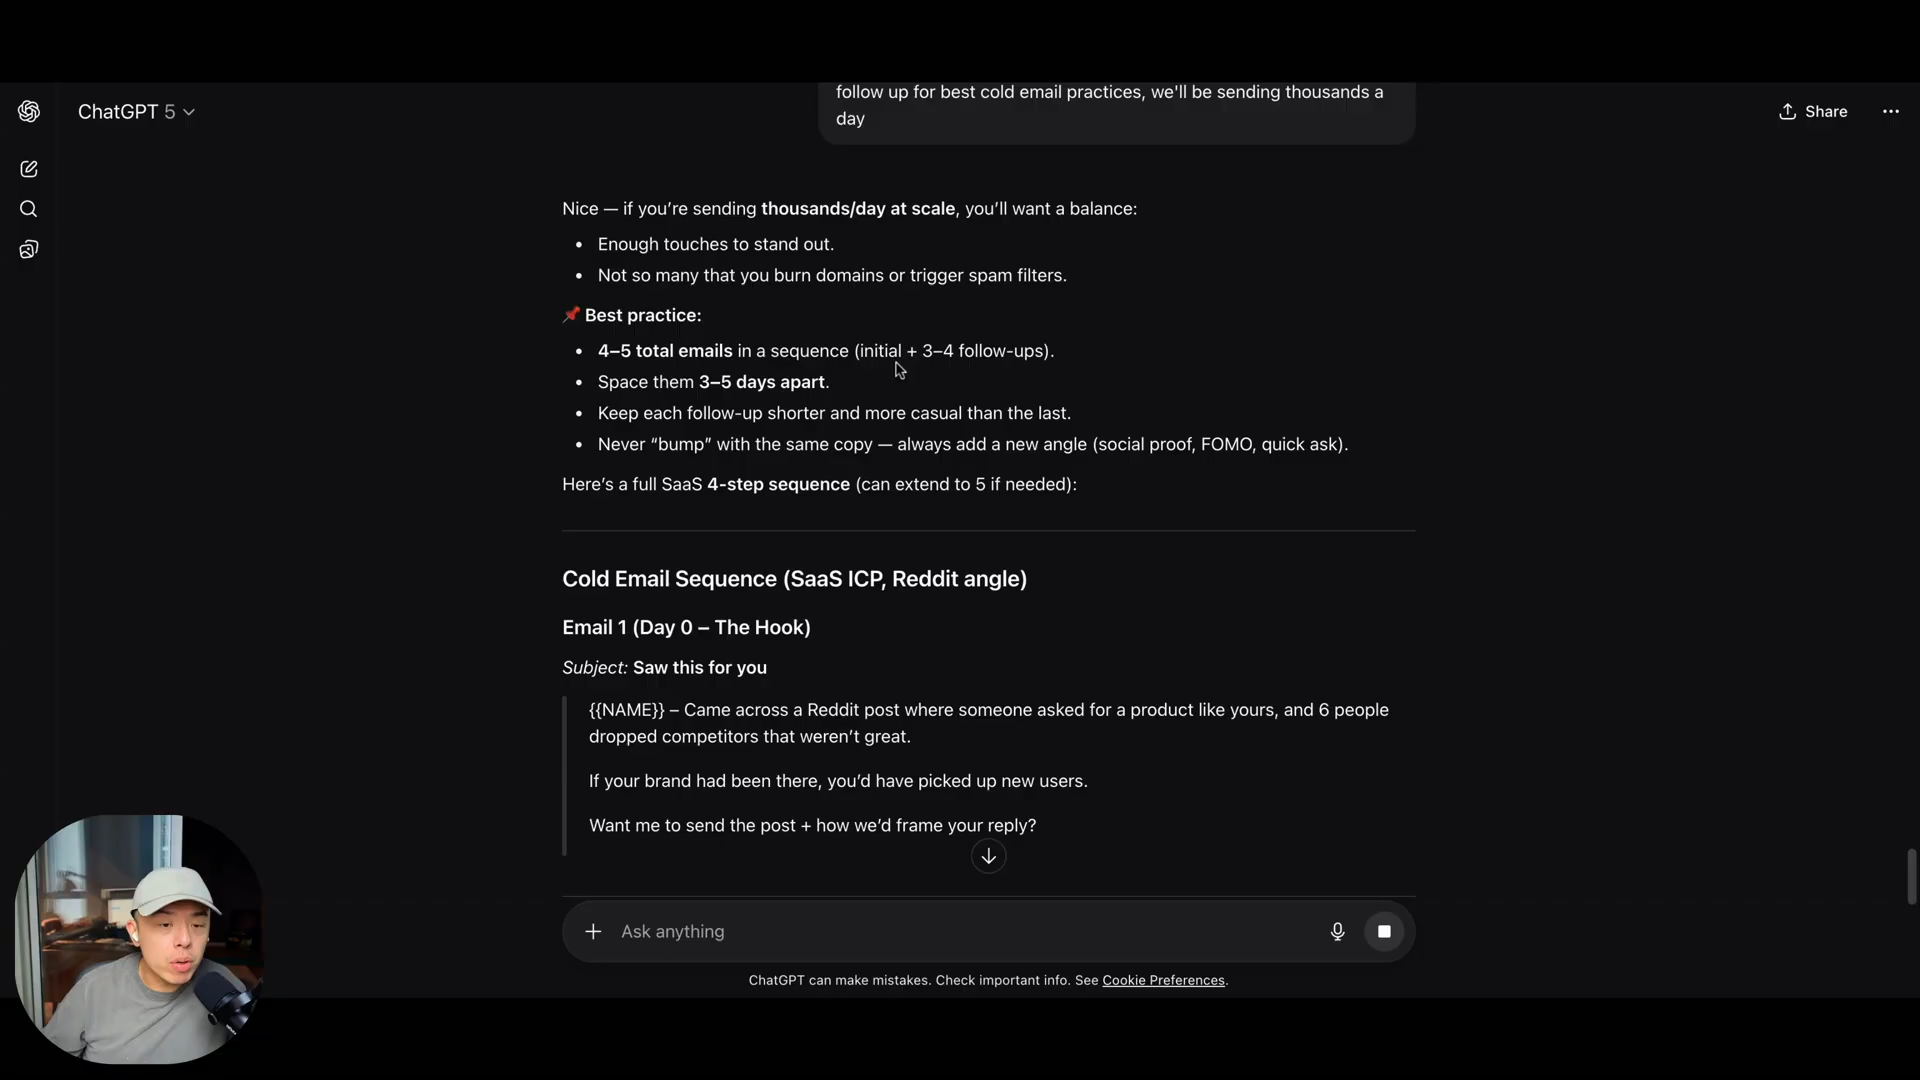 follow up for best cold email practices, we'll be sending thousands a
day
ChatGPT 5
Share
Nice — if you're sending thousands/day at scale, you'll want a balance:
• Enough touches to stand out.
• Not so many that you burn domains or trigger spam filters.
📌 Best practice:
• 4–5 total emails in a sequence (initial + 3–4 follow-ups).
• Space them 3–5 days apart.
• Keep each follow-up shorter and more casual than the last.
• Never “bump” with the same copy — always add a new angle (social proof, FOMO, quick ask).
Here's a full SaaS 4-step sequence (can extend to 5 if needed):
Cold Email Sequence (SaaS ICP, Reddit angle)
Email 1 (Day 0 – The Hook)
Subject: Saw this for you
{{NAME}} – Came across a Reddit post where someone asked for a product like yours, and 6 people
dropped competitors that weren't great.
If your brand had been there, you'd have picked up new users.
Want me to send the post + how we'd frame your reply?
Ask anything
ChatGPT can make mistakes. Check important info. See Cookie Preferences.